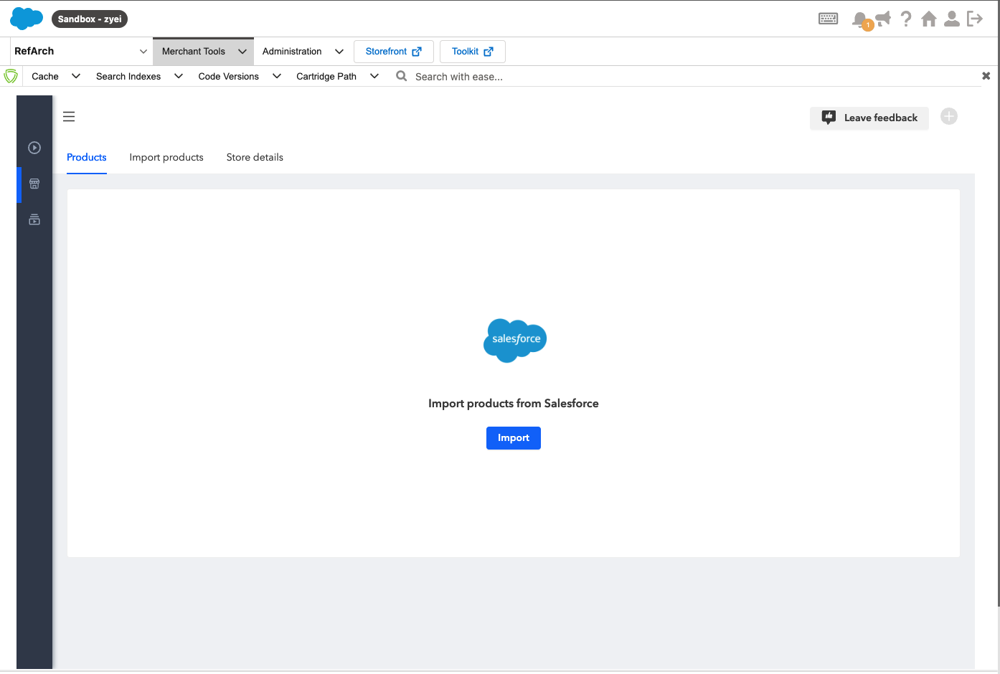 Sandbox - zyei
1
RefArch
Merchant Tools
Administration
Storefront
Toolkit
Cache
Search Indexes
Code Versions
Cartridge Path
Search with ease...
Leave feedback
Products
Import products
Store details
salesforce
Import products from Salesforce
Import